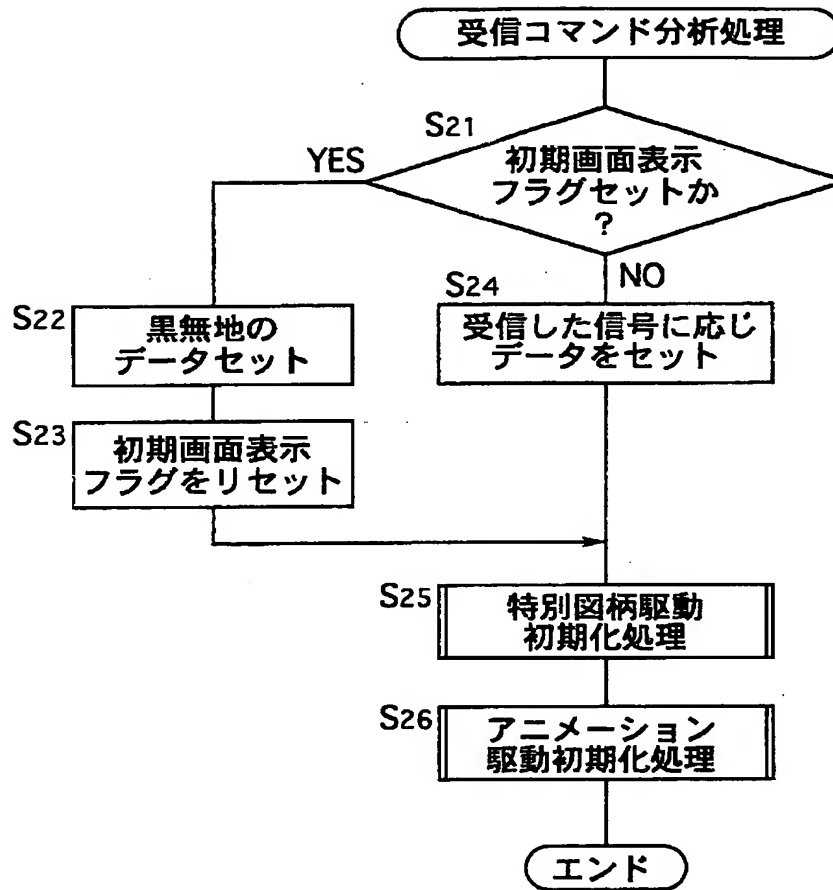 受信コマンド分析処理
S21
YES
初期画面表示
フラグセットか
?
NO
S22
黒無地の
データセット
S24
受信した信号に応じ
データをセット
S23
初期画面表示
フラグをリセット
S25
特別図柄駆動
初期化処理
S26
アニメーション
駆動初期化処理
エンド